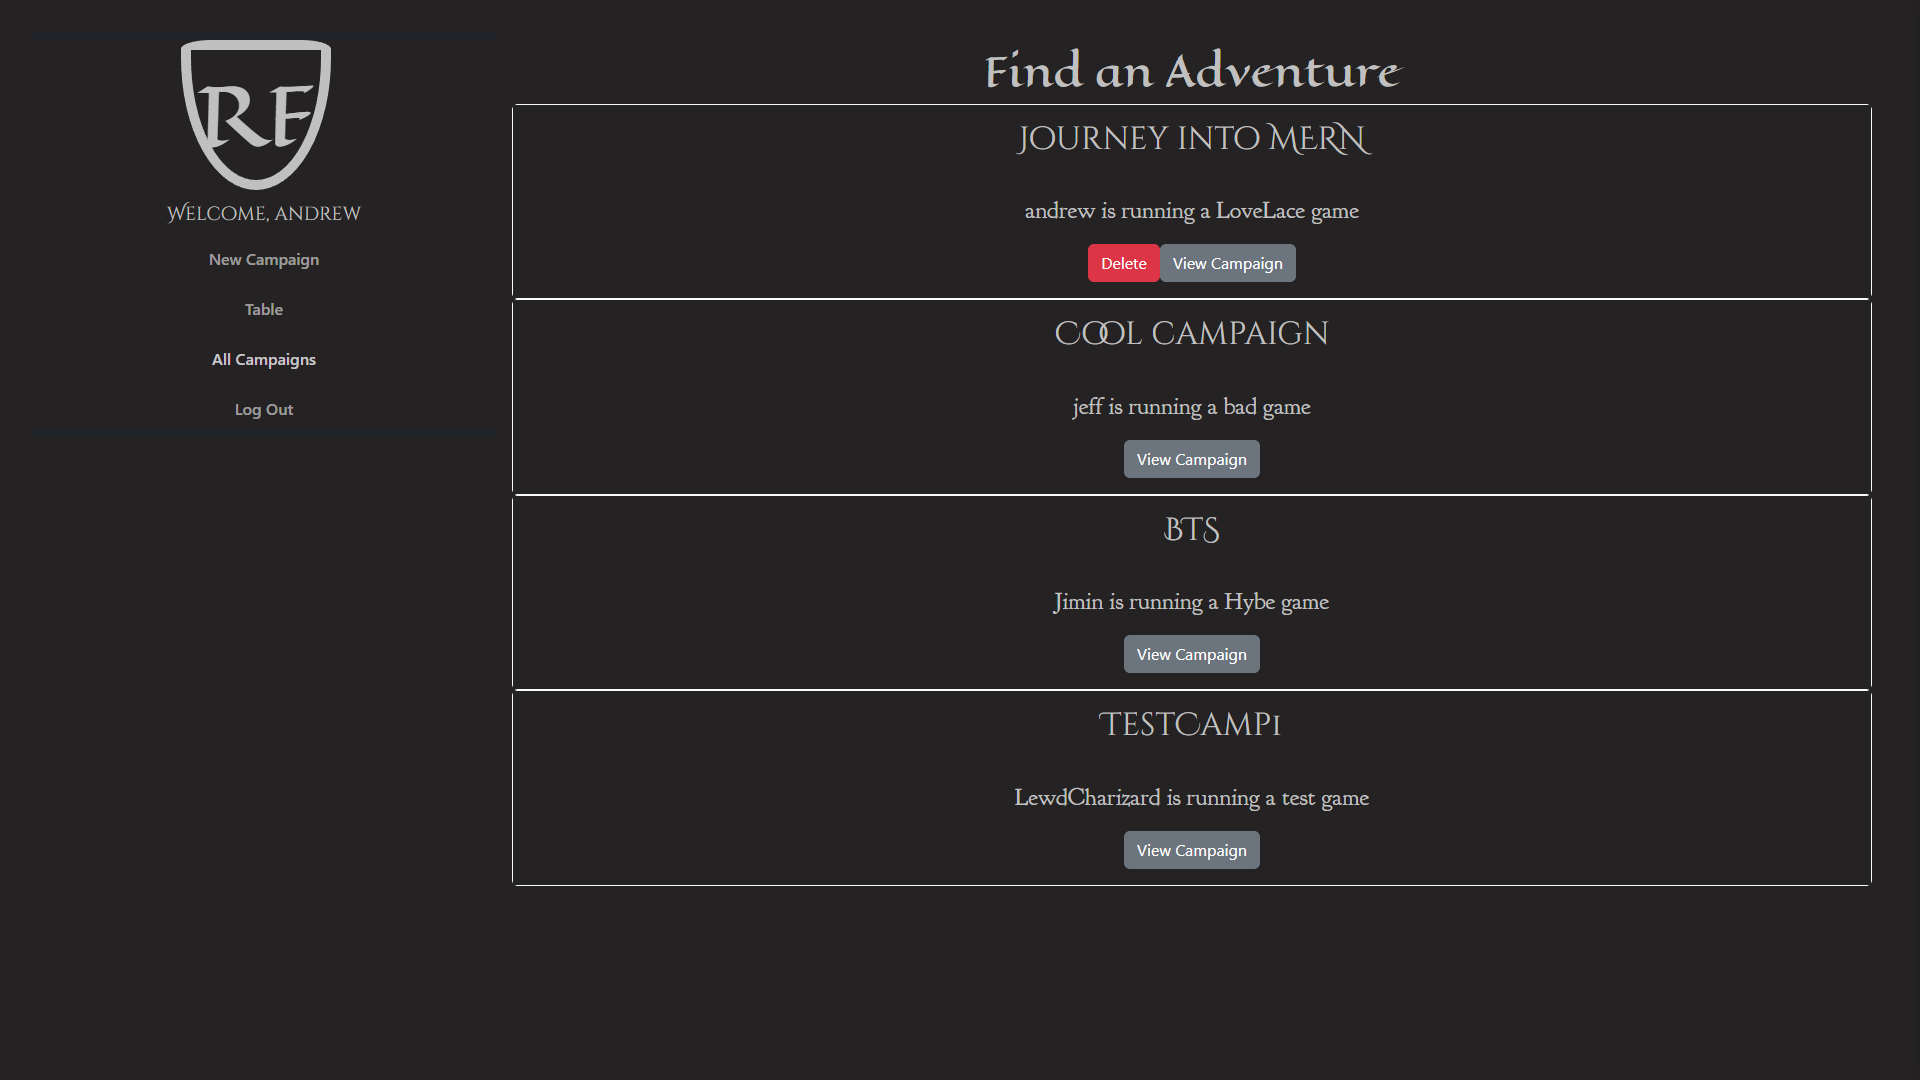 RF
Welcome, andrew
New Campaign
Table
All Campaigns
Log Out
Find an Adventure
Journey into MERN
andrew is running a LoveLace game
Delete View Campaign
Cool Campaign
jeff is running a bad game
View Campaign
BTS
Jimin is running a Hybe game
View Campaign
TestCamp1
LewdCharizard is running a test game
View Campaign